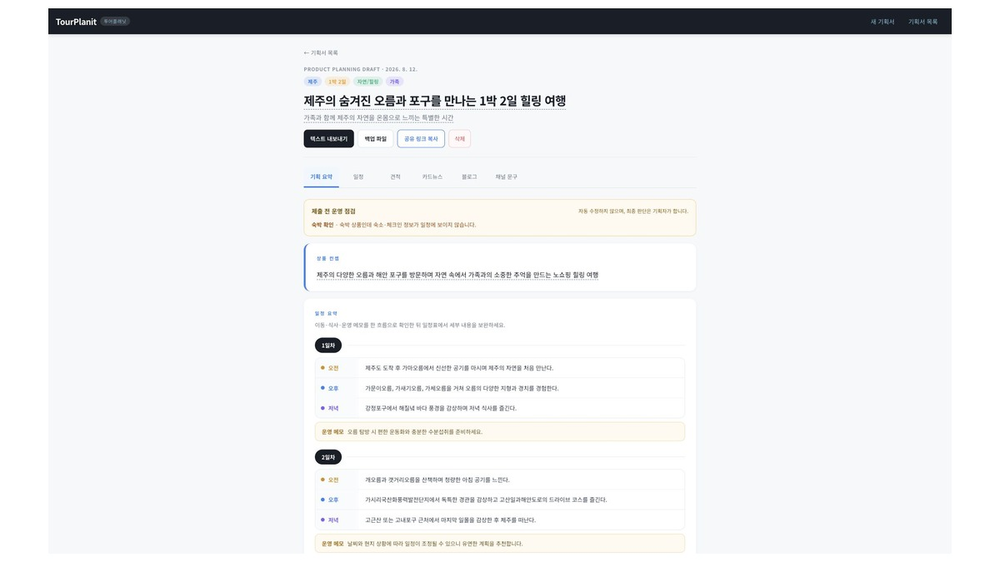 TourPlanit 투어플래닛
새 기획서 기획서 목록
← 기획서 목록
PRODUCT PLANNING DRAFT · 2026. 8. 12.
제주 1박 2일 자연/힐링 가족
제주의 숨겨진 오름과 포구를 만나는 1박 2일 힐링 여행
가족과 함께 제주의 자연을 온몸으로 느끼는 특별한 시간
텍스트 내보내기 백업 파일 공유 링크 복사 삭제
기획 요약 일정 견적 카드뉴스 블로그 채널 문구
제출 전 운영 점검
자동 수정하지 않으며, 최종 판단은 기획자가 합니다.
숙박 확인 · 숙박 상품인데 숙소·체크인 정보가 일정에 보이지 않습니다.
상품 컨셉
제주의 다양한 오름과 해안 포구를 방문하며 자연 속에서 가족과의 소중한 추억을 만드는 노쇼핑 힐링 여행
일정 요약
이동·식사·운영 메모를 한 흐름으로 확인한 뒤 일정표에서 세부 내용을 보완하세요.
1일차
오전 제주도 도착 후 가마오름에서 신선한 공기를 마시며 제주의 자연을 처음 만난다.
오후 가문이오름, 가새기오름, 가체오름을 거쳐 오름의 다양한 지형과 경치를 경험한다.
저녁 강정포구에서 해질녘 바다 풍경을 감상하며 저녁 식사를 즐긴다.
운영 메모 오름 탐방 시 편한 운동화와 충분한 수분섭취를 준비하세요.
2일차
오전 개오름과 갯거리오름을 산책하며 청량한 아침 공기를 느낀다.
오후 가시리국산화풍력발전단지에서 독특한 경관을 감상하고 고산일과해안도로의 드라이브 코스를 즐긴다.
저녁 고근산 또는 고내포구 근처에서 마지막 일몰을 감상한 후 제주를 떠난다.
운영 메모 날씨와 현지 상황에 따라 일정이 조정될 수 있으니 유연한 계획을 추천합니다.